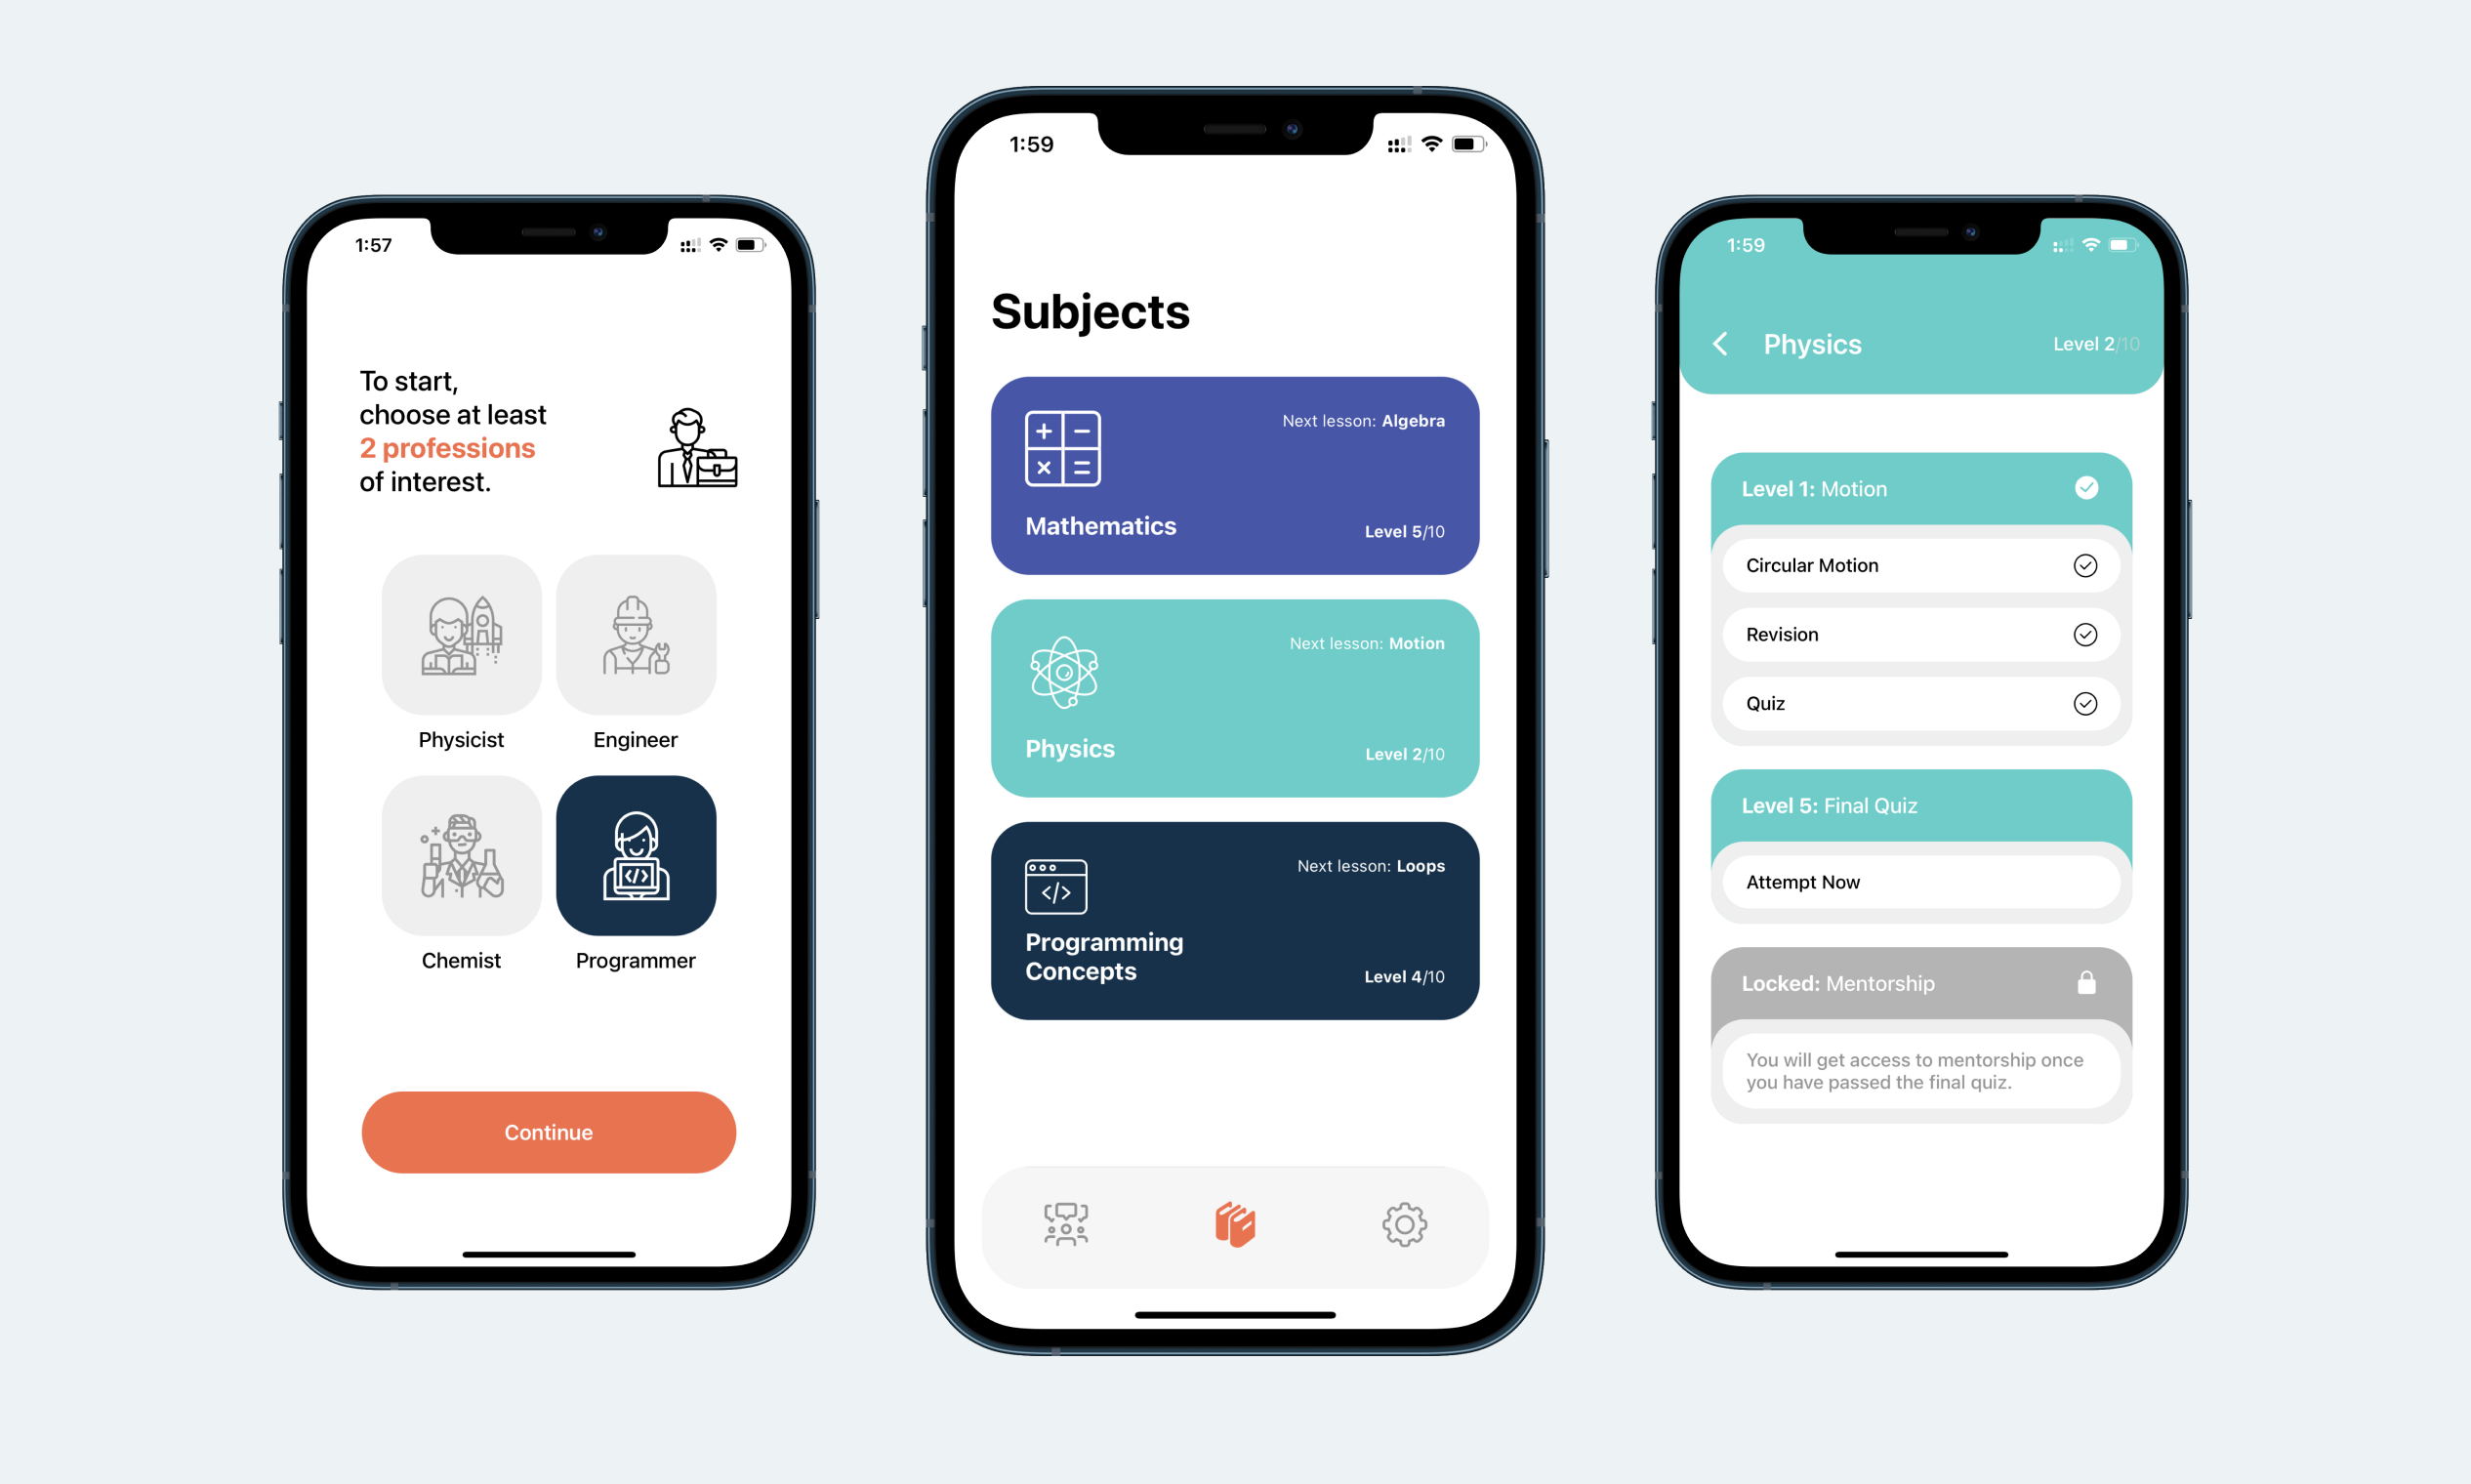 1:57
To start,
choose at least
2 professions
of interest.
Physicist
Engineer
Chemist
Programmer
Continue
1:59
Subjects
Next lesson: Algebra
Mathematics
Level 5/10
Next lesson: Motion
Physics
Level 2/10
Next lesson: Loops
Programming
Concepts
Level 4/10
1:59
Physics
Level 2/10
Level 1: Motion
Circular Motion
Revision
Quiz
Level 5: Final Quiz
Attempt Now
Locked: Mentorship
You will get access to mentorship once
you have passed the final quiz.